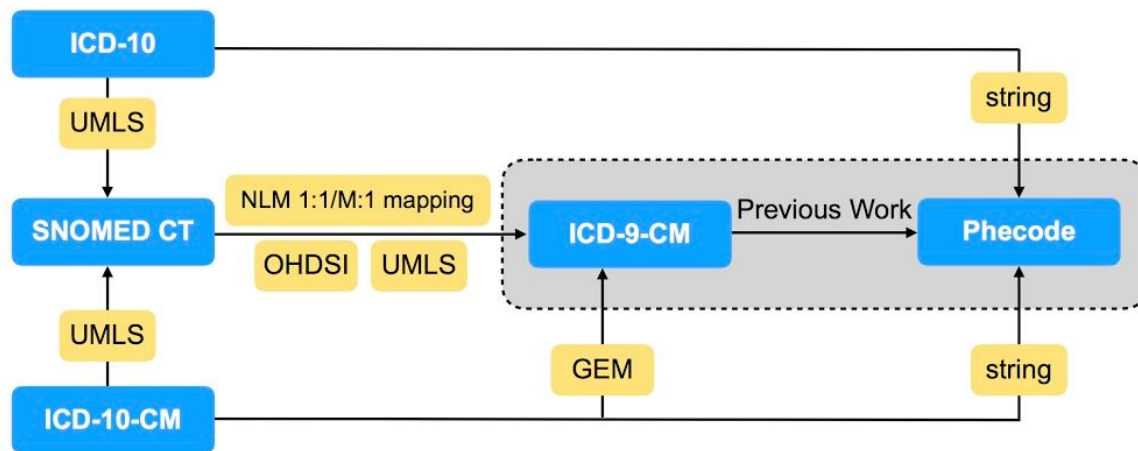 ICD-10
UMLS
string
NLM 1:1/M:1 mapping
SNOMED CT
OHDSI
UMLS
ICD-9-CM
Previous Work
Phecode
UMLS
GEM
string
ICD-10-CM